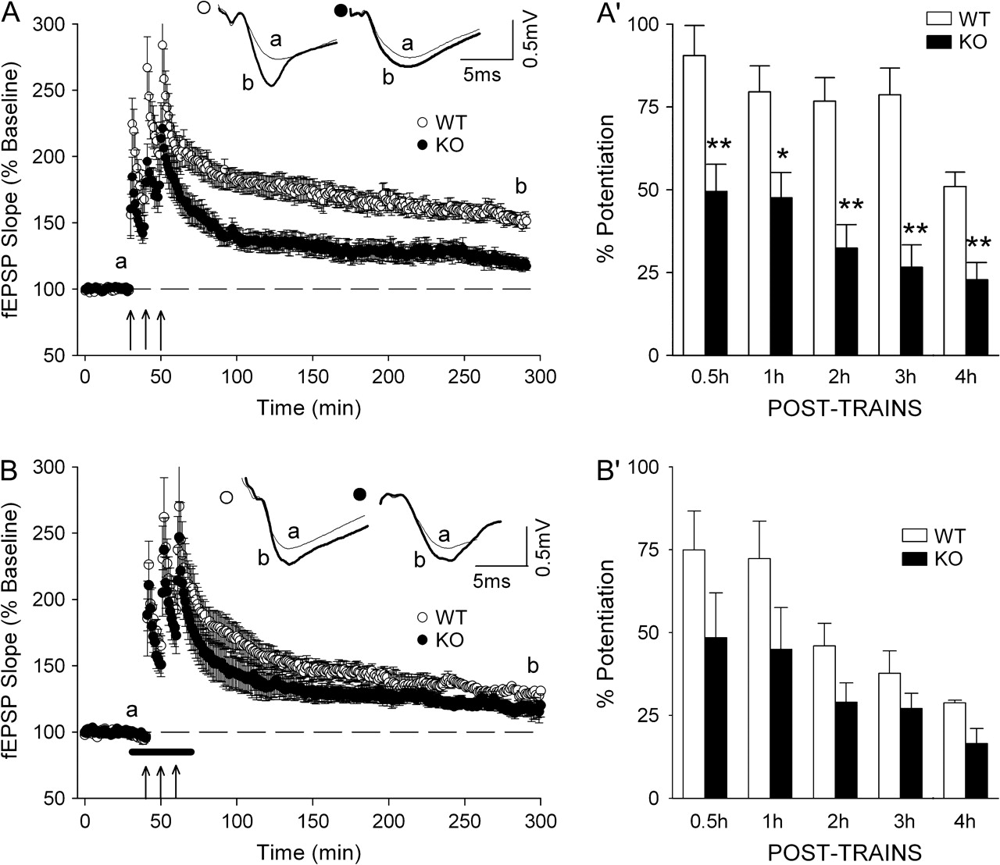 A
fEPSP Slope (% Baseline)
300
250
200
150
100
50
a
b
a
b
5ms
0.5mV
WT
KO
a
b
0 50 100 150 200 250 300
Time (min)
A'
% Potentiation
100
75
50
25
0
WT
KO
** * ** ** **
0.5h 1h 2h 3h 4h
POST-TRAINS
B
fEPSP Slope (% Baseline)
300
250
200
150
100
50
a
b
a
b
5ms
0.5mV
WT
KO
a
b
0 50 100 150 200 250 300
Time (min)
B'
% Potentiation
100
75
50
25
0
WT
KO
0.5h 1h 2h 3h 4h
POST-TRAINS